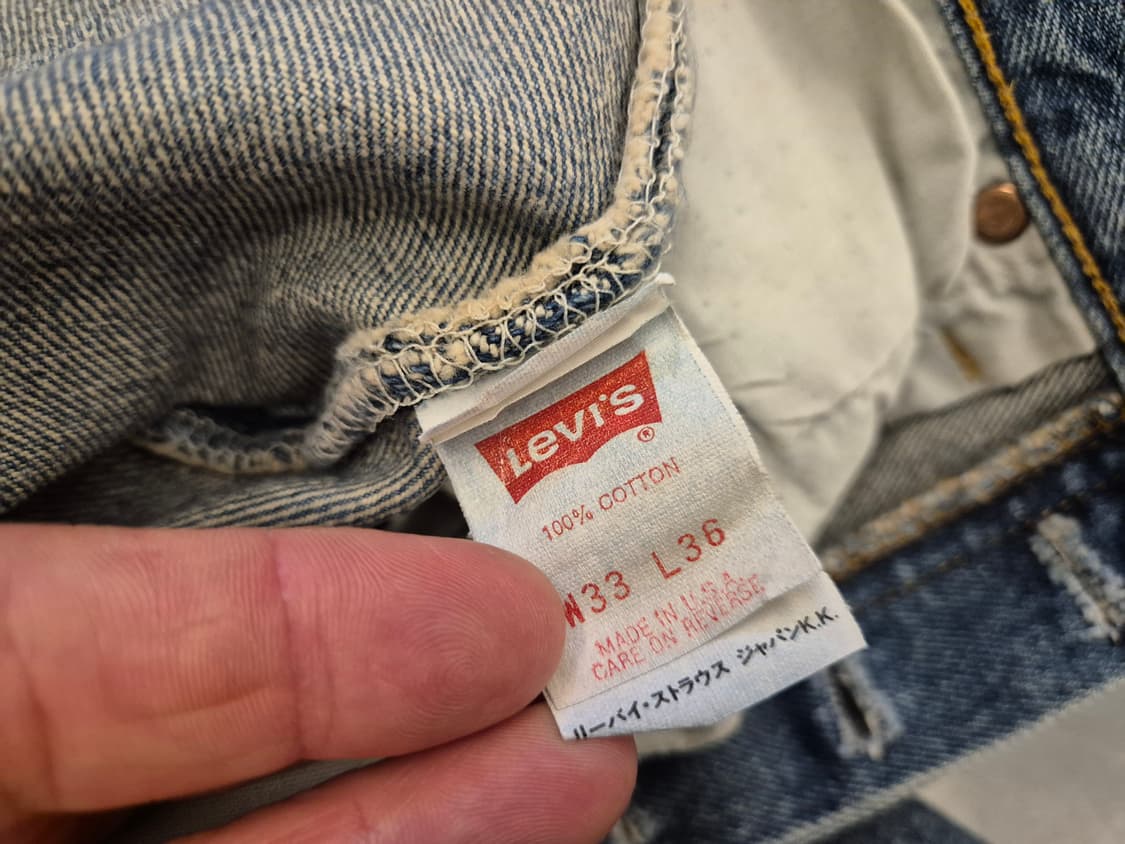 Levi's ®
100% COTTON
W33 L36
MADE IN U.S.A.
CARE ON REVERSE
リーバイ・ストラウス ジャパンK.K.